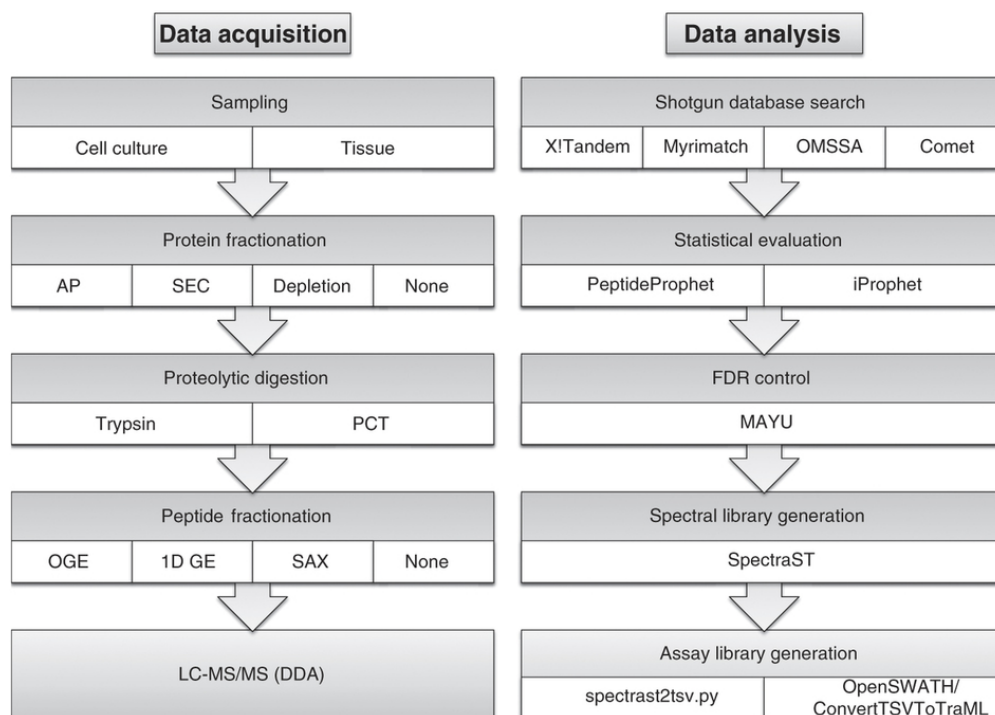 Data acquisition
Sampling
Cell culture
Tissue
Protein fractionation
AP
SEC
Depletion
None
Proteolytic digestion
Trypsin
PCT
Peptide fractionation
OGE
1D GE
SAX
None
LC-MS/MS (DDA)
Data analysis
Shotgun database search
X!Tandem
Myrimatch
OMSSA
Comet
Statistical evaluation
PeptideProphet
iProphet
FDR control
MAYU
Spectral library generation
SpectraST
Assay library generation
spectrast2tsv.py
OpenSWATH/
ConvertTSVToTraML